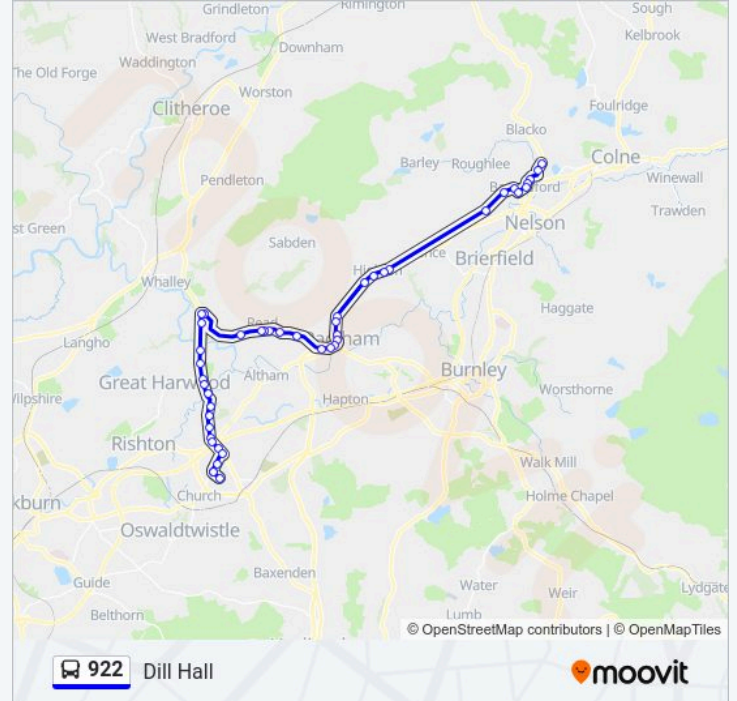 Grindleton
Rimington
Sough
West Bradford
Kelbrook
Downham
Waddington
The Old Forge
Worston
Clitheroe
Foulridge
Blacko
Barley
Roughlee
Colne
Pendleton
Winewall
Trawden
st Green
Nelson
Sabden
Brierfield
Whalley
Haggate
Read
Langho
Altham
Burnley
Great Harwood
Worsthorne
Wilpshire
Hapton
Rishton
Walk Mill
Church
Holme Chapel
kburn
Oswaldtwistle
Baxenden
Water
Guide
Weir
Lydgate
Belthorn
Lumb
© OpenStreetMap contributors | © OpenMapTiles
922 Dill Hall
moovit